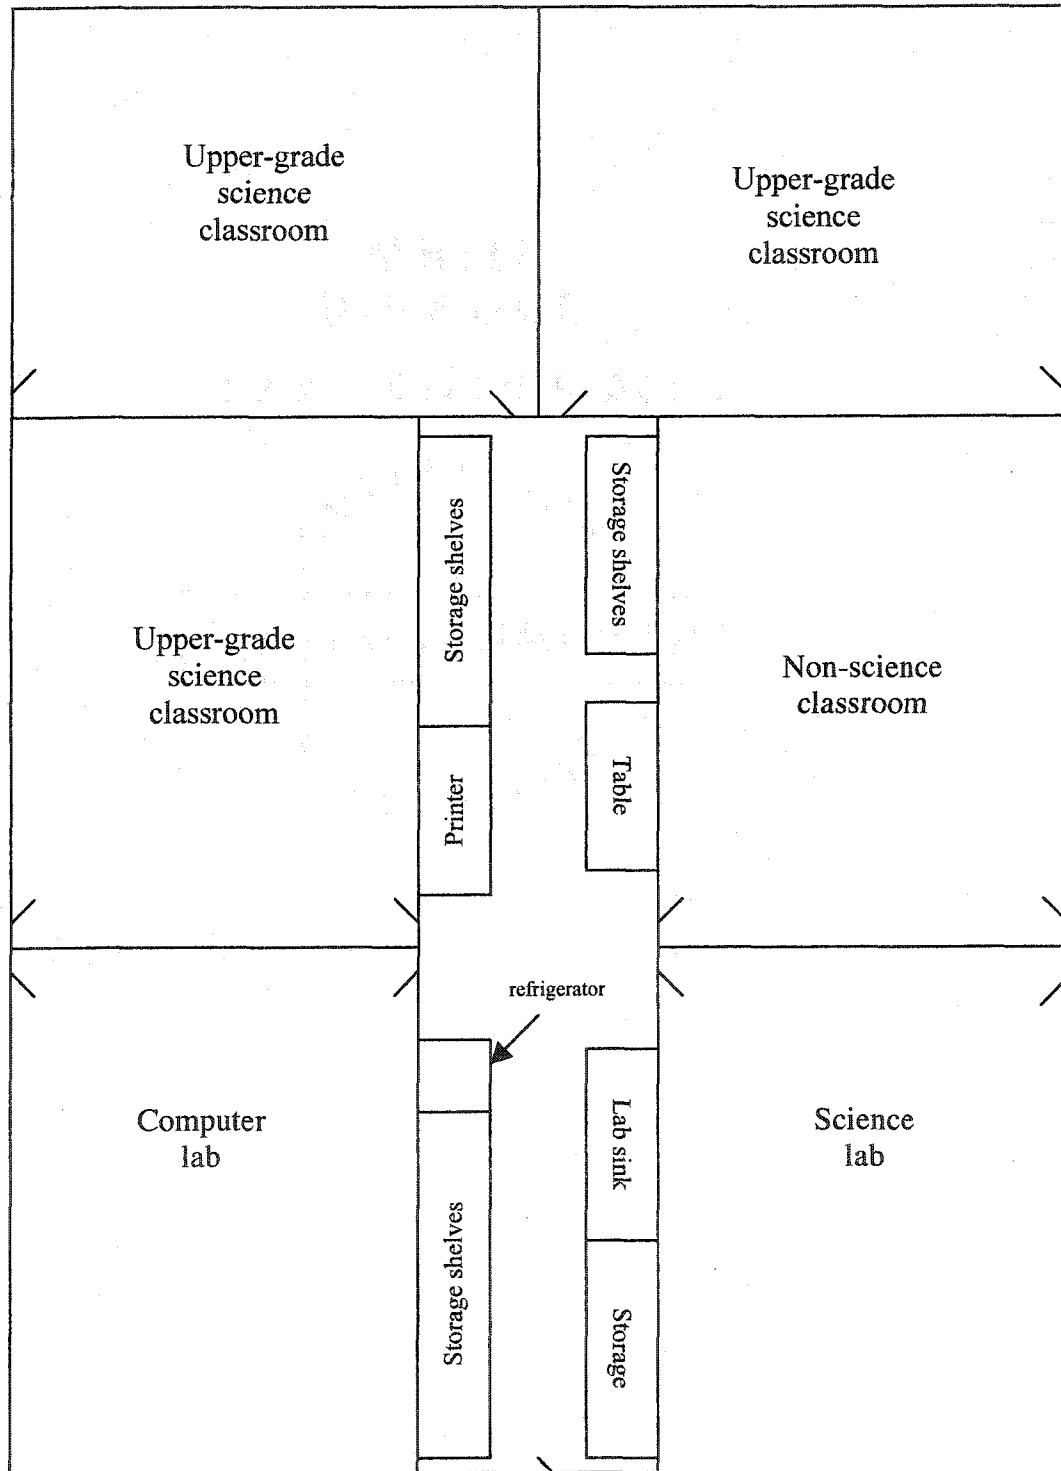 Upper-grade
science
classroom
Upper-grade
science
classroom
Storage shelves
Storage shelves
Upper-grade
science
classroom
Non-science
classroom
Printer
Table
refrigerator
Computer
lab
Lab sink
Science
lab
Storage shelves
Storage